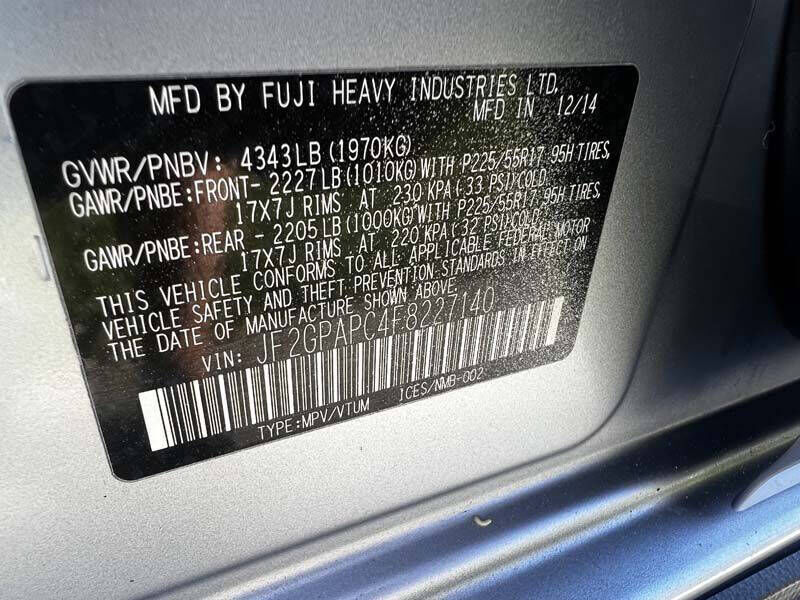 MFD BY FUJI HEAVY INDUSTRIES LTD.
MFD IN 12/14
GVWR/PNBV: 4343LB(1970KG)
GAWR/PNBE:FRONT- 2227LB(1010KG)WITH P225/55R17 95H TIRES,
17X7J RIMS AT 230 KPA(33 PSI)COLD
GAWR/PNBE:REAR - 2205LB(1000KG)WITH P225/55R17 95H TIRES,
17X7J RIMS AT 220 KPA(32 PSI)COLD
THIS VEHICLE CONFORMS TO ALL APPLICABLE FEDERAL MOTOR
VEHICLE SAFETY AND THEFT PREVENTION STANDARDS IN EFFECT ON
THE DATE OF MANUFACTURE SHOWN ABOVE.
VIN: JF2GPAPC4F8227140
TYPE:MPV/VTUM ICES/NMB-002